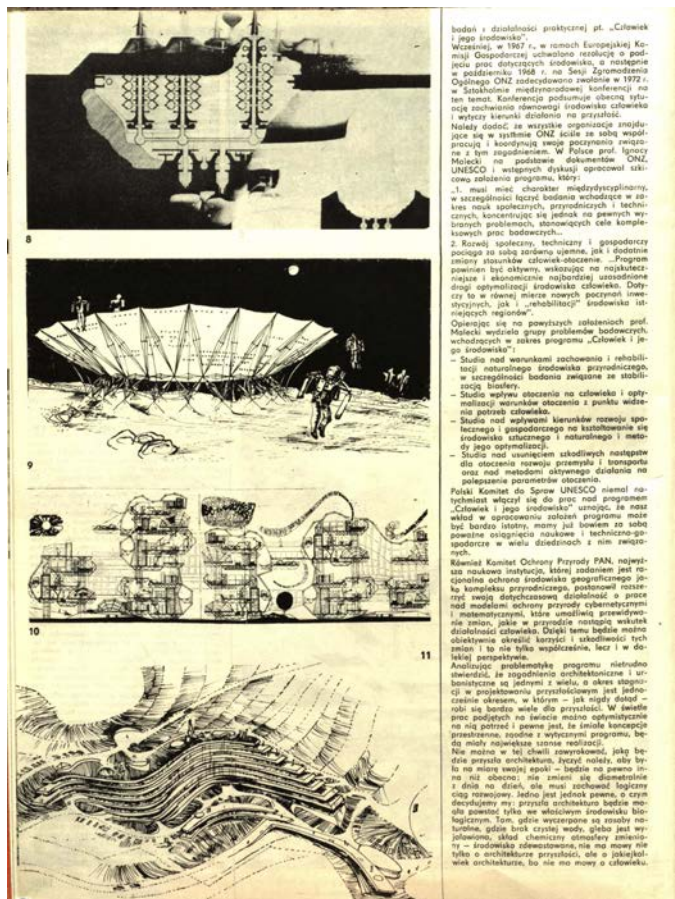 8
9
10
11
badań i działalności praktycznej pt. „Człowiek
i jego środowisko".
Wcześniej, w 1967 r., w ramach Europejskiej Ko-
misji Gospodarczej uchwalono rezolucję o pod-
jęciu prac dotyczących środowiska, a następnie
w październiku 1968 r. na Sesji Zgromadzenia
Ogólnego ONZ zadecydowano zwołanie w 1972 r.
w Sztokholmie międzynarodowej konferencji na
ten temat. Konferencja podsumuje obecną sytu-
ację zachwiania równowagi środowiska człowieka
i wytyczy kierunki działania na przyszłość.
Należy dodać, że wszystkie organizacje znajdu-
jące się w systemie ONZ ściśle ze sobą współ-
pracują i koordynują swoje poczynania związa-
ne z tym zagadnieniem. W Polsce prof. Ignacy
Malecki na podstawie dokumentów ONZ,
UNESCO i wstępnych dyskusji opracował szki-
cowo założenia programu, który:
„1. musi mieć charakter międzydyscyplinarny,
w szczególności łączyć badania wchodzące w za-
kres nauk społecznych, przyrodniczych i techni-
cznych, koncentrując się jednak na pewnych wy-
branych problemach, stanowiących cele komple-
ksowych prac badawczych...
2. Rozwój społeczny, techniczny i gospodarczy
pociąga za sobą zarówno ujemne, jak i dodatnie
zmiany stosunków człowiek-otoczenie. ...Program
powinien być aktywny, wskazując na najskutecz-
niejsze i ekonomicznie najbardziej uzasadnione
drogi optymalizacji środowiska człowieka. Doty-
czy to w równej mierze nowych poczynań inwe-
stycyjnych, jak i „rehabilitacji" środowiska ist-
niejących regionów".
Opierając się na powyższych założeniach prof.
Malecki wydziela grupy problemów badawczych,
wchodzących w zakres programu „Człowiek i je-
go środowisko":
— Studia nad warunkami zachowania i rehabili-
tacji naturalnego środowiska przyrodniczego,
w szczególności badania związane ze stabili-
zacją biosfery.
— Studia wpływu otoczenia na człowieka i opty-
malizacji warunków otoczenia z punktu widze-
nia potrzeb człowieka.
— Studia nad wpływami kierunków rozwoju spo-
łecznego i gospodarczego na kształtowanie się
środowiska sztucznego i naturalnego i meto-
dy jego optymalizacji.
— Studia nad usunięciem szkodliwych następstw
dla otoczenia rozwoju przemysłu i transportu
oraz nad metodami aktywnego działania na
polepszenie parametrów otoczenia.
Polski Komitet do Spraw UNESCO niemal na-
tychmiast włączył się do prac nad programem
„Człowiek i jego środowisko" uznając, że nasz
wkład w opracowaniu założeń programu może
być bardzo istotny, mamy już bowiem za sobą
poważne osiągnięcia naukowe i techniczno-go-
spodarcze w wielu dziedzinach z nim związa-
nych.
Również Komitet Ochrony Przyrody PAN, najwyż-
sza naukowa instytucja, której zadaniem jest ra-
cjonalna ochrona środowiska geograficznego ja-
ko kompleksu przyrodniczego, postanowił rozsze-
rzyć swoją dotychczasową działalność o prace
nad modelami ochrony przyrody cybernetycznymi
i matematycznymi, które umożliwią przewidywa-
nie zmian, jakie w przyrodzie nastąpią wskutek
działalności człowieka. Dzięki temu będzie można
obiektywnie określić korzyści i szkodliwości tych
zmian i to nie tylko współcześnie, lecz i w da-
lekiej perspektywie.
Analizując problematykę programu nietrudno
stwierdzić, że zagadnienia architektoniczne i ur-
banistyczne są jednymi z wielu, a okres stagna-
cji w projektowaniu przyszłościowym jest jedno-
cześnie okresem, w którym — jak nigdy dotąd —
robi się bardzo wiele dla przyszłości. W świetle
prac podjętych na świecie można optymistycznie
na nią patrzeć i pewne jest, że śmiałe koncepcje
przestrzenne, zgodne z wytycznymi programu, bę-
dą miały największe szanse realizacji.
Nie można w tej chwili zawyrokować, jaka bę-
dzie przyszła architektura, życzyć należy, aby by-
ła na miarę swojej epoki — będzie na pewno in-
na niż obecna; nie zmieni się diametralnie
z dnia na dzień, ale musi zachować logiczny
ciąg rozwojowy. Jedno jest jednak pewne, o czym
decydujemy my: przyszła architektura będzie mo-
gła powstać tylko we właściwym środowisku bio-
logicznym. Tam, gdzie wyczerpane są zasoby na-
turalne, gdzie brak czystej wody, gleba jest wy-
jałowiona, skład chemiczny atmosfery zmienio-
ny — środowisko zdewastowane, nie ma mowy nie
tylko o architekturze przyszłości, ale o jakiejkol-
wiek architekturze, bo nie ma mowy o człowieku.